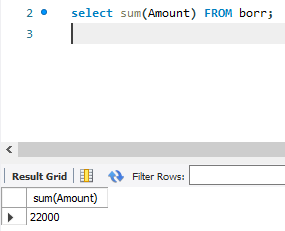 2 select sum(Amount) FROM borr;
3
Result Grid Filter Rows:
sum(Amount)
22000